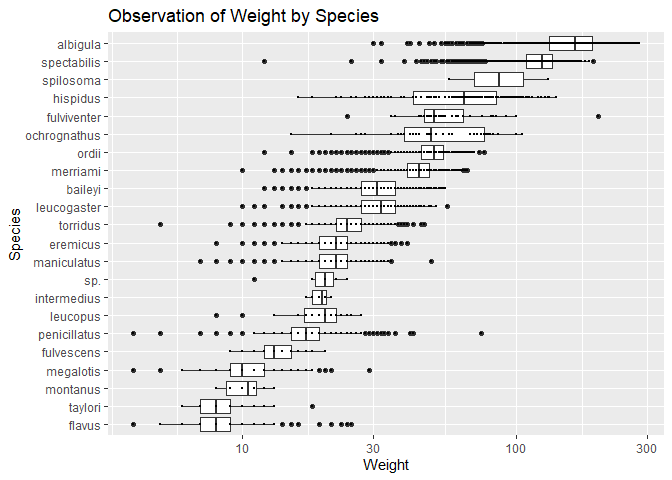 Observation of Weight by Species
albigula
spectabilis
spilosoma
hispidus
fulviventer
ochrognathus
ordii
merriami
baileyi
leucogaster
torridus
eremicus
maniculatus
sp.
intermedius
leucopus
penicillatus
fulvescens
megalotis
montanus
taylori
flavus
Species
10 30 100 300
Weight